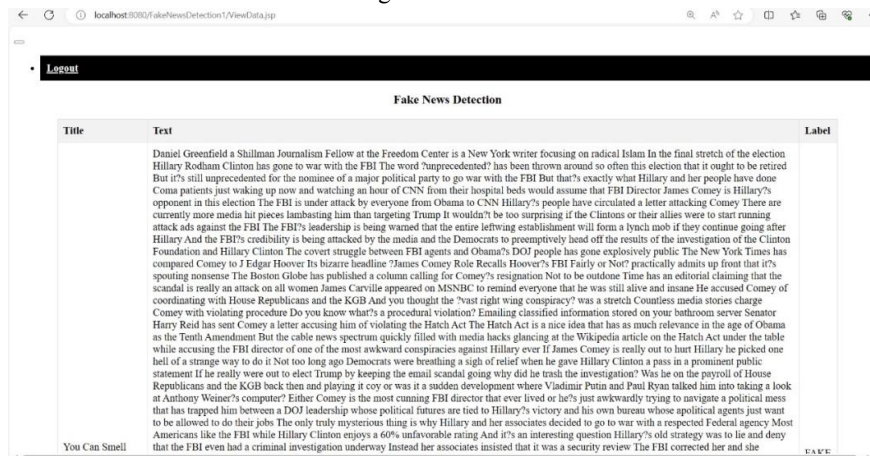 localhost:8080/FakeNewsDetection1/ViewData.jsp
Logout
Fake News Detection
Title Text Label
Daniel Greenfield a Shillman Journalism Fellow at the Freedom Center is a New York writer focusing on radical Islam In the final stretch of the election
Hillary Rodham Clinton has gone to war with the FBI The word ?unprecedented? has been thrown around so often this election that it ought to be retired
But it?s still unprecedented for the nominee of a major political party to go war with the FBI But that?s exactly what Hillary and her people have done
Coma patients just waking up now and watching an hour of CNN from their hospital beds would assume that FBI Director James Comey is Hillary?s
opponent in this election The FBI is under attack by everyone from Obama to CNN Hillary?s people have circulated a letter attacking Comey There are
currently more media hit pieces lambasting him than targeting Trump It wouldn?t be too surprising if the Clintons or their allies were to start running
attack ads against the FBI The FBI?s leadership is being warned that the entire leftwing establishment will form a lynch mob if they continue going after
Hillary And the FBI?s credibility is being attacked by the media and the Democrats to preemptively head off the results of the investigation of the Clinton
Foundation and Hillary Clinton The covert struggle between FBI agents and Obama?s DOJ people has gone explosively public The New York Times has
compared Comey to J Edgar Hoover Its bizarre headline ?James Comey Role Recalls Hoover?s FBI Fairly or Not? practically admits up front that it?s
spouting nonsense The Boston Globe has published a column calling for Comey?s resignation Not to be outdone Time has an editorial claiming that the
scandal is really an attack on all women James Carville appeared on MSNBC to remind everyone that he was still alive and insane He accused Comey of
coordinating with House Republicans and the KGB And you thought the ?vast right wing conspiracy? was a stretch Countless media stories charge
Comey with violating procedure Do you know what?s a procedural violation? Emailing classified information stored on your bathroom server Senator
Harry Reid has sent Comey a letter accusing him of violating the Hatch Act The Hatch Act is a nice idea that has as much relevance in the age of Obama
as the Tenth Amendment But the cable news spectrum quickly filled with media hacks glancing at the Wikipedia article on the Hatch Act under the table
while accusing the FBI director of one of the most awkward conspiracies against Hillary ever If James Comey is really out to hurt Hillary he picked one
hell of a strange way to do it Not too long ago Democrats were breathing a sigh of relief when he gave Hillary Clinton a pass in a prominent public
statement If he really were out to elect Trump by keeping the email scandal going why did he trash the investigation? Was he on the payroll of House
Republicans and the KGB back then and playing it coy or was it a sudden development where Vladimir Putin and Paul Ryan talked him into taking a look
at Anthony Weiner?s computer? Either Comey is the most cunning FBI director that ever lived or he?s just awkwardly trying to navigate a political mess
that has trapped him between a DOJ leadership whose political futures are tied to Hillary?s victory and his own bureau whose apolitical agents just want
to be allowed to do their jobs The only truly mysterious thing is why Hillary and her associates decided to go to war with a respected Federal agency Most
Americans like the FBI while Hillary Clinton enjoys a 60% unfavorable rating And it?s an interesting question Hillary?s old strategy was to lie and deny
You Can Smell that the FBI even had a criminal investigation underway Instead her associates insisted that it was a security review The FBI corrected her and she FAKE